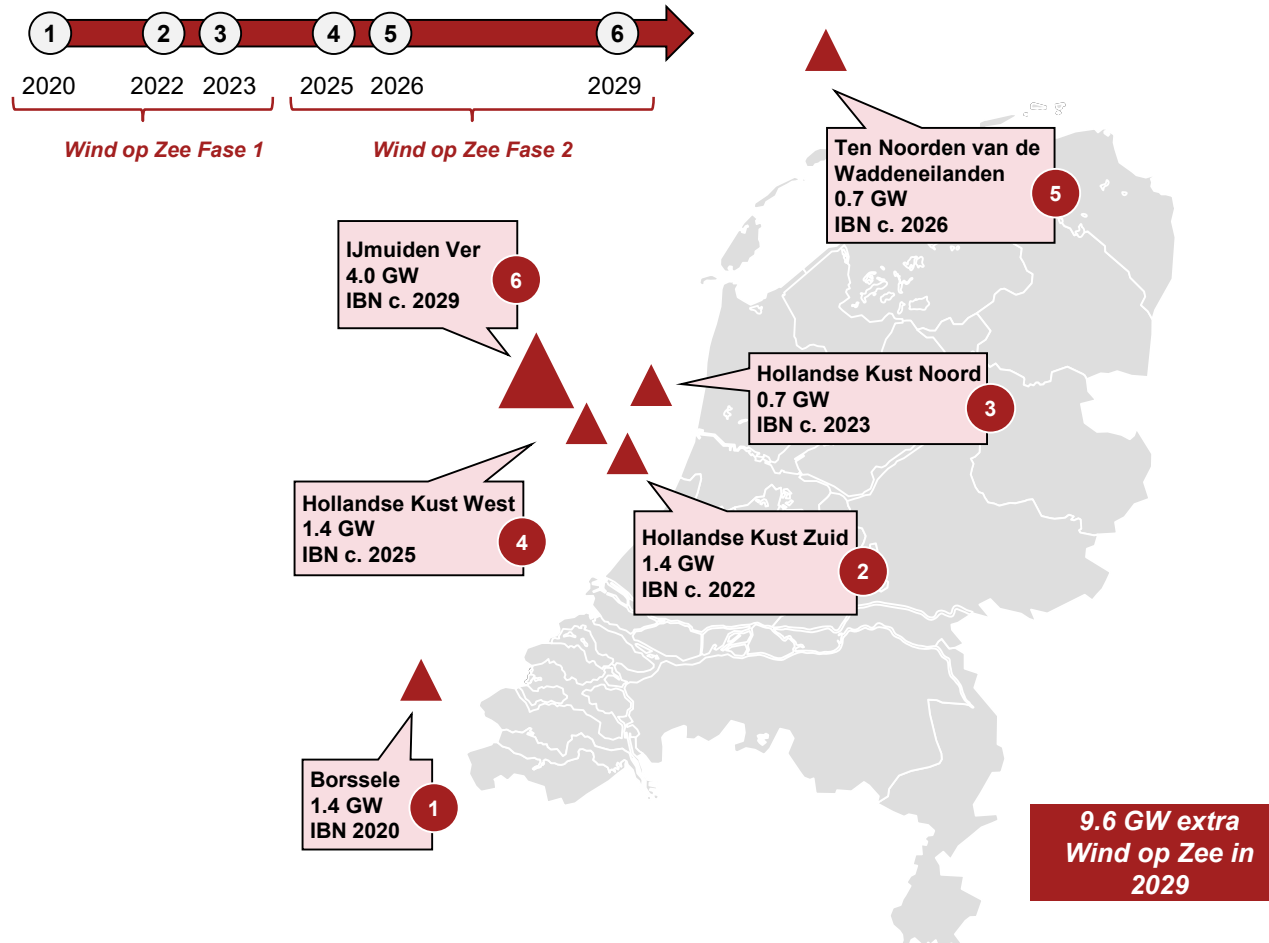 1 2 3 4 5 6
2020 2022 2023 2025 2026 2029
Wind op Zee Fase 1
Wind op Zee Fase 2
Ten Noorden van de
Waddeneilanden
0.7 GW
IBN c. 2026
5
IJmuiden Ver
4.0 GW
IBN c. 2029
6
Hollandse Kust Noord
0.7 GW
IBN c. 2023
3
Hollandse Kust West
1.4 GW
IBN c. 2025
4
Hollandse Kust Zuid
1.4 GW
IBN c. 2022
2
Borssele
1.4 GW
IBN 2020
1
9.6 GW extra
Wind op Zee in
2029